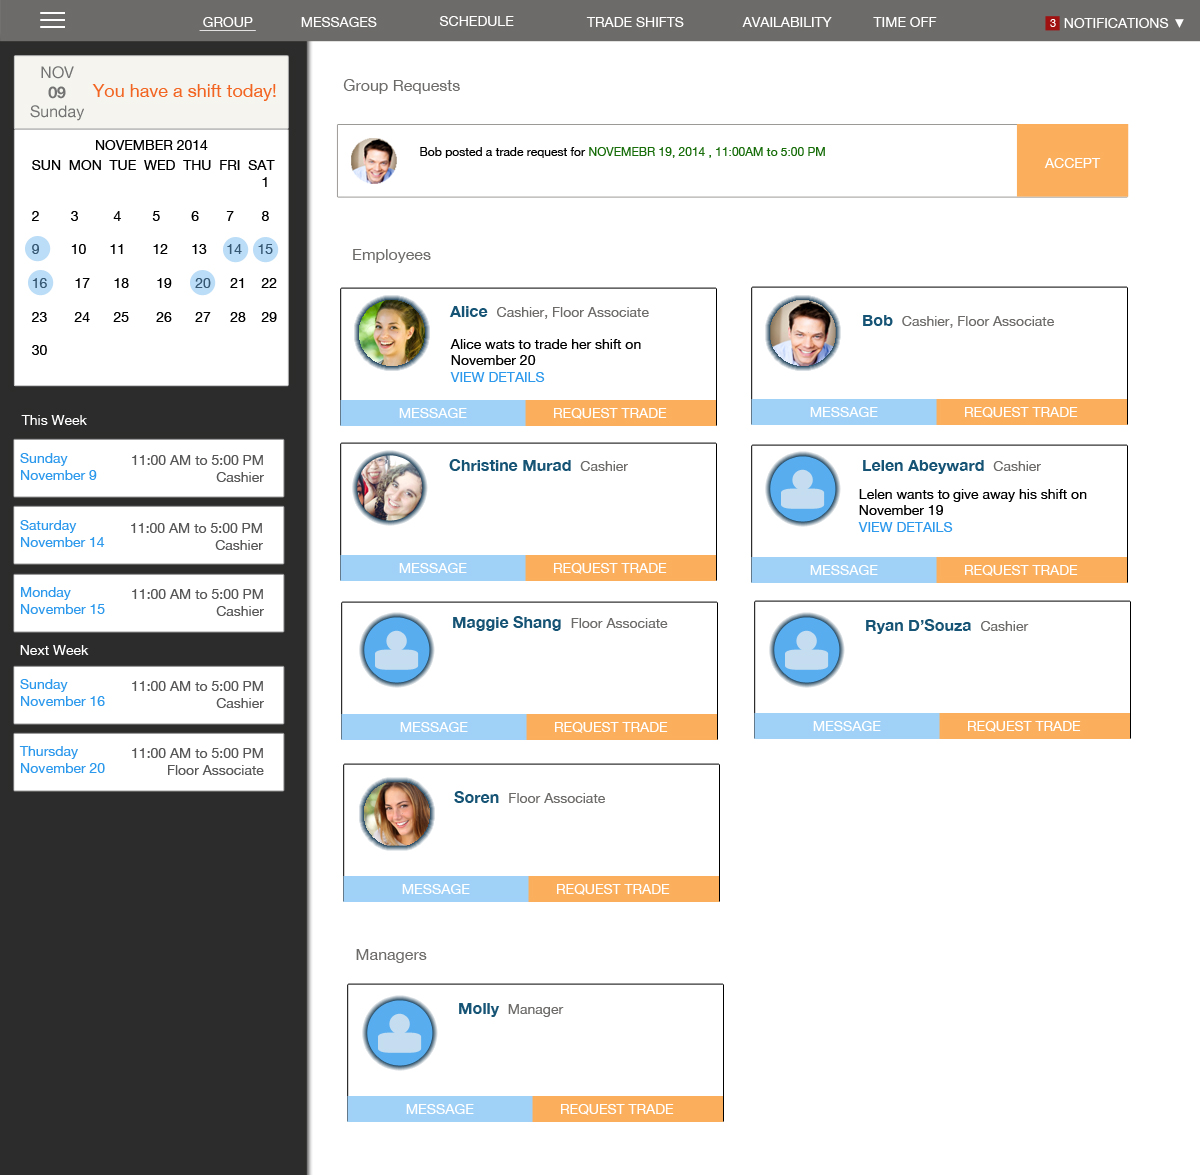 GROUP MESSAGES SCHEDULE TRADE SHIFTS AVAILABILITY TIME OFF 3 NOTIFICATIONS ▼
NOV
09
Sunday
You have a shift today!
NOVEMBER 2014
SUN MON TUE WED THU FRI SAT
1
2 3 4 5 6 7 8
9 10 11 12 13 14 15
16 17 18 19 20 21 22
23 24 25 26 27 28 29
30
This Week
Sunday 11:00 AM to 5:00 PM
November 9 Cashier
Saturday 11:00 AM to 5:00 PM
November 14 Cashier
Monday 11:00 AM to 5:00 PM
November 15 Cashier
Next Week
Sunday 11:00 AM to 5:00 PM
November 16 Cashier
Thursday 11:00 AM to 5:00 PM
November 20 Floor Associate
Group Requests
Bob posted a trade request for NOVEMEBR 19, 2014 , 11:00AM to 5:00 PM
ACCEPT
Employees
Alice Cashier, Floor Associate
Alice wats to trade her shift on
November 20
VIEW DETAILS
MESSAGE REQUEST TRADE
Bob Cashier, Floor Associate
MESSAGE REQUEST TRADE
Christine Murad Cashier
MESSAGE REQUEST TRADE
Lelen Abeyward Cashier
Lelen wants to give away his shift on
November 19
VIEW DETAILS
MESSAGE REQUEST TRADE
Maggie Shang Floor Associate
MESSAGE REQUEST TRADE
Ryan D'Souza Cashier
MESSAGE REQUEST TRADE
Soren Floor Associate
MESSAGE REQUEST TRADE
Managers
Molly Manager
MESSAGE REQUEST TRADE